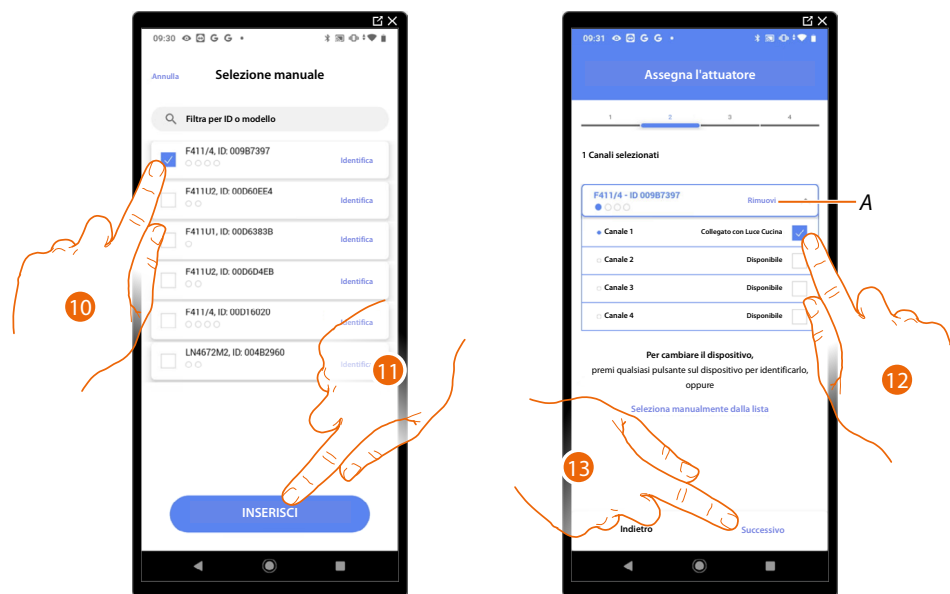 09:30 G G
Annulla Selezione manuale
Filtra per ID o modello
F411/4, ID: 009B7397
Identifica
F411U2, ID: 00D60EE4
Identifica
F411U1, ID: 00D6383B
Identifica
F411U2, ID: 00D6D4EB
Identifica
F411/4, ID: 00D16020
Identifica
LN4672M2, ID: 004B2960
Identifica
10
11
INSERISCI
09:31 G G
Assegna l'attuatore
1 2 3 4
1 Canali selezionati
F411/4 - ID 009B7397
Rimuovi
A
Canale 1 Collegato con Luce Cucina
Canale 2 Disponibile
Canale 3 Disponibile
Canale 4 Disponibile
Per cambiare il dispositivo,
premi qualsiasi pulsante sul dispositivo per identificarlo,
oppure
Seleziona manualmente dalla lista
12
13
Indietro Successivo